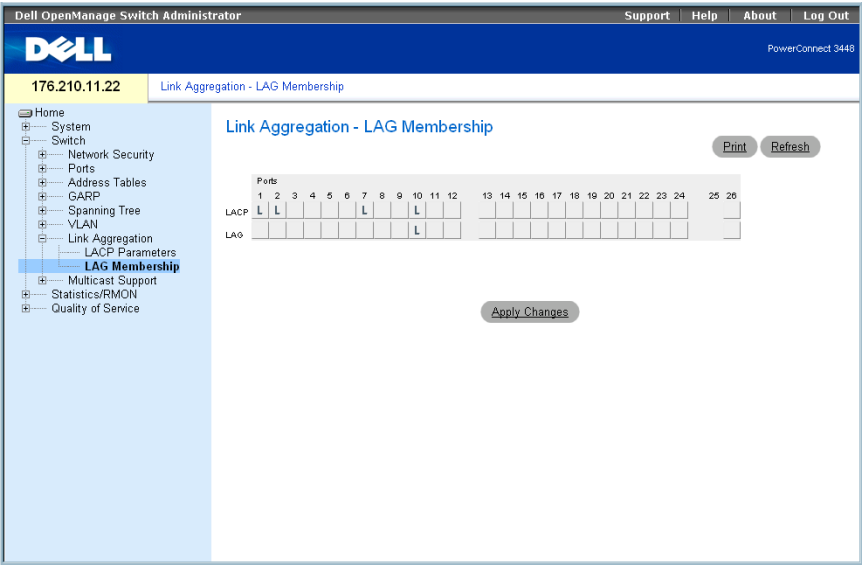 Dell OpenManage Switch Administrator Support Help About Log Out
DELL
PowerConnect 3448
176.210.11.22 Link Aggregation - LAG Membership
Home
System
Switch
Network Security
Ports
Address Tables
GARP
Spanning Tree
VLAN
Link Aggregation
LACP Parameters
LAG Membership
Multicast Support
Statistics/RMON
Quality of Service
Link Aggregation - LAG Membership
Print Refresh
Ports
1 2 3 4 5 6 7 8 9 10 11 12 13 14 15 16 17 18 19 20 21 22 23 24 25 26
LACP L L L L
LAG L
Apply Changes